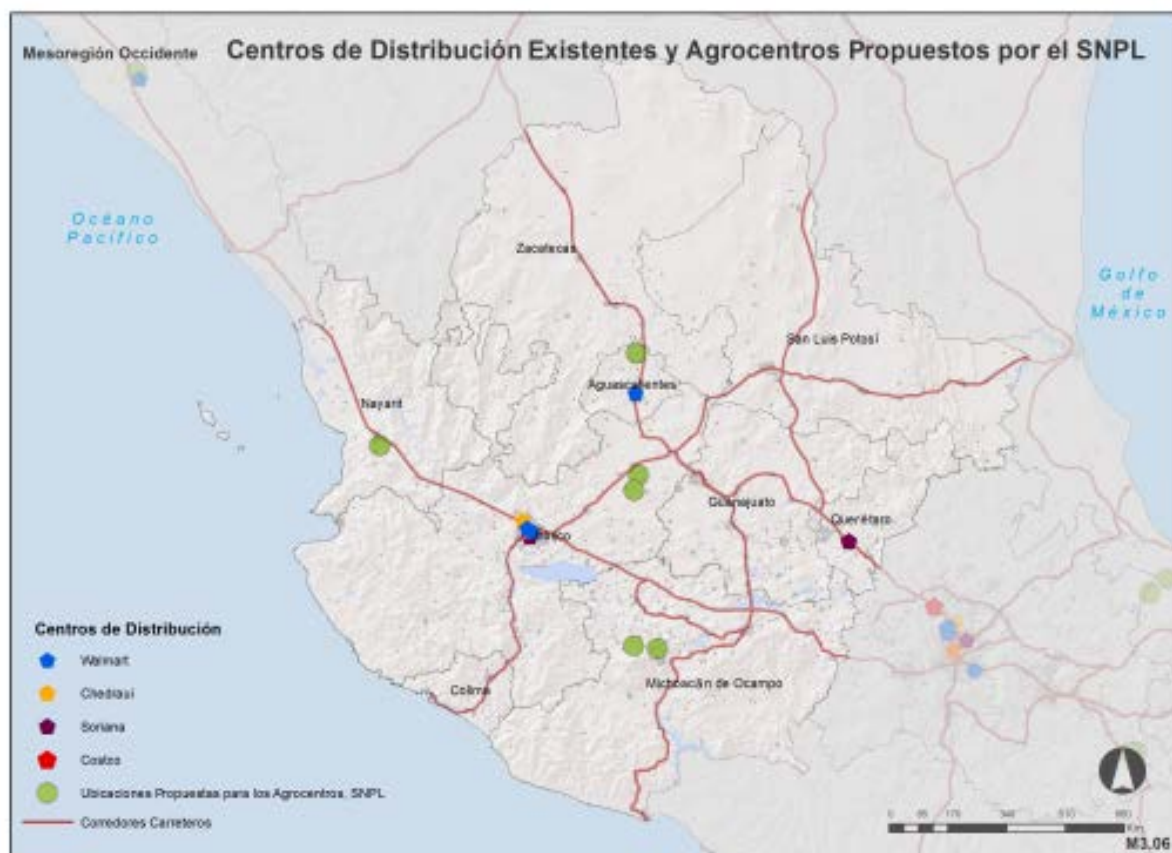 Mesoregión Occidente
Centros de Distribución Existentes y Agrocentros Propuestos por el SNPL
Océano
Pacífico
Golfo
de
México
Zacatecas
San Luis Potosí
Aguascalientes
Nayarit
Guanajuato
Querétaro
Colima
Michoacán de Ocampo
Centros de Distribución
Walmart
Chedraui
Soriana
Costco
Ubicaciones Propuestas para los Agrocentros, SNPL
Corredores Carreteros
Km.
M3.06